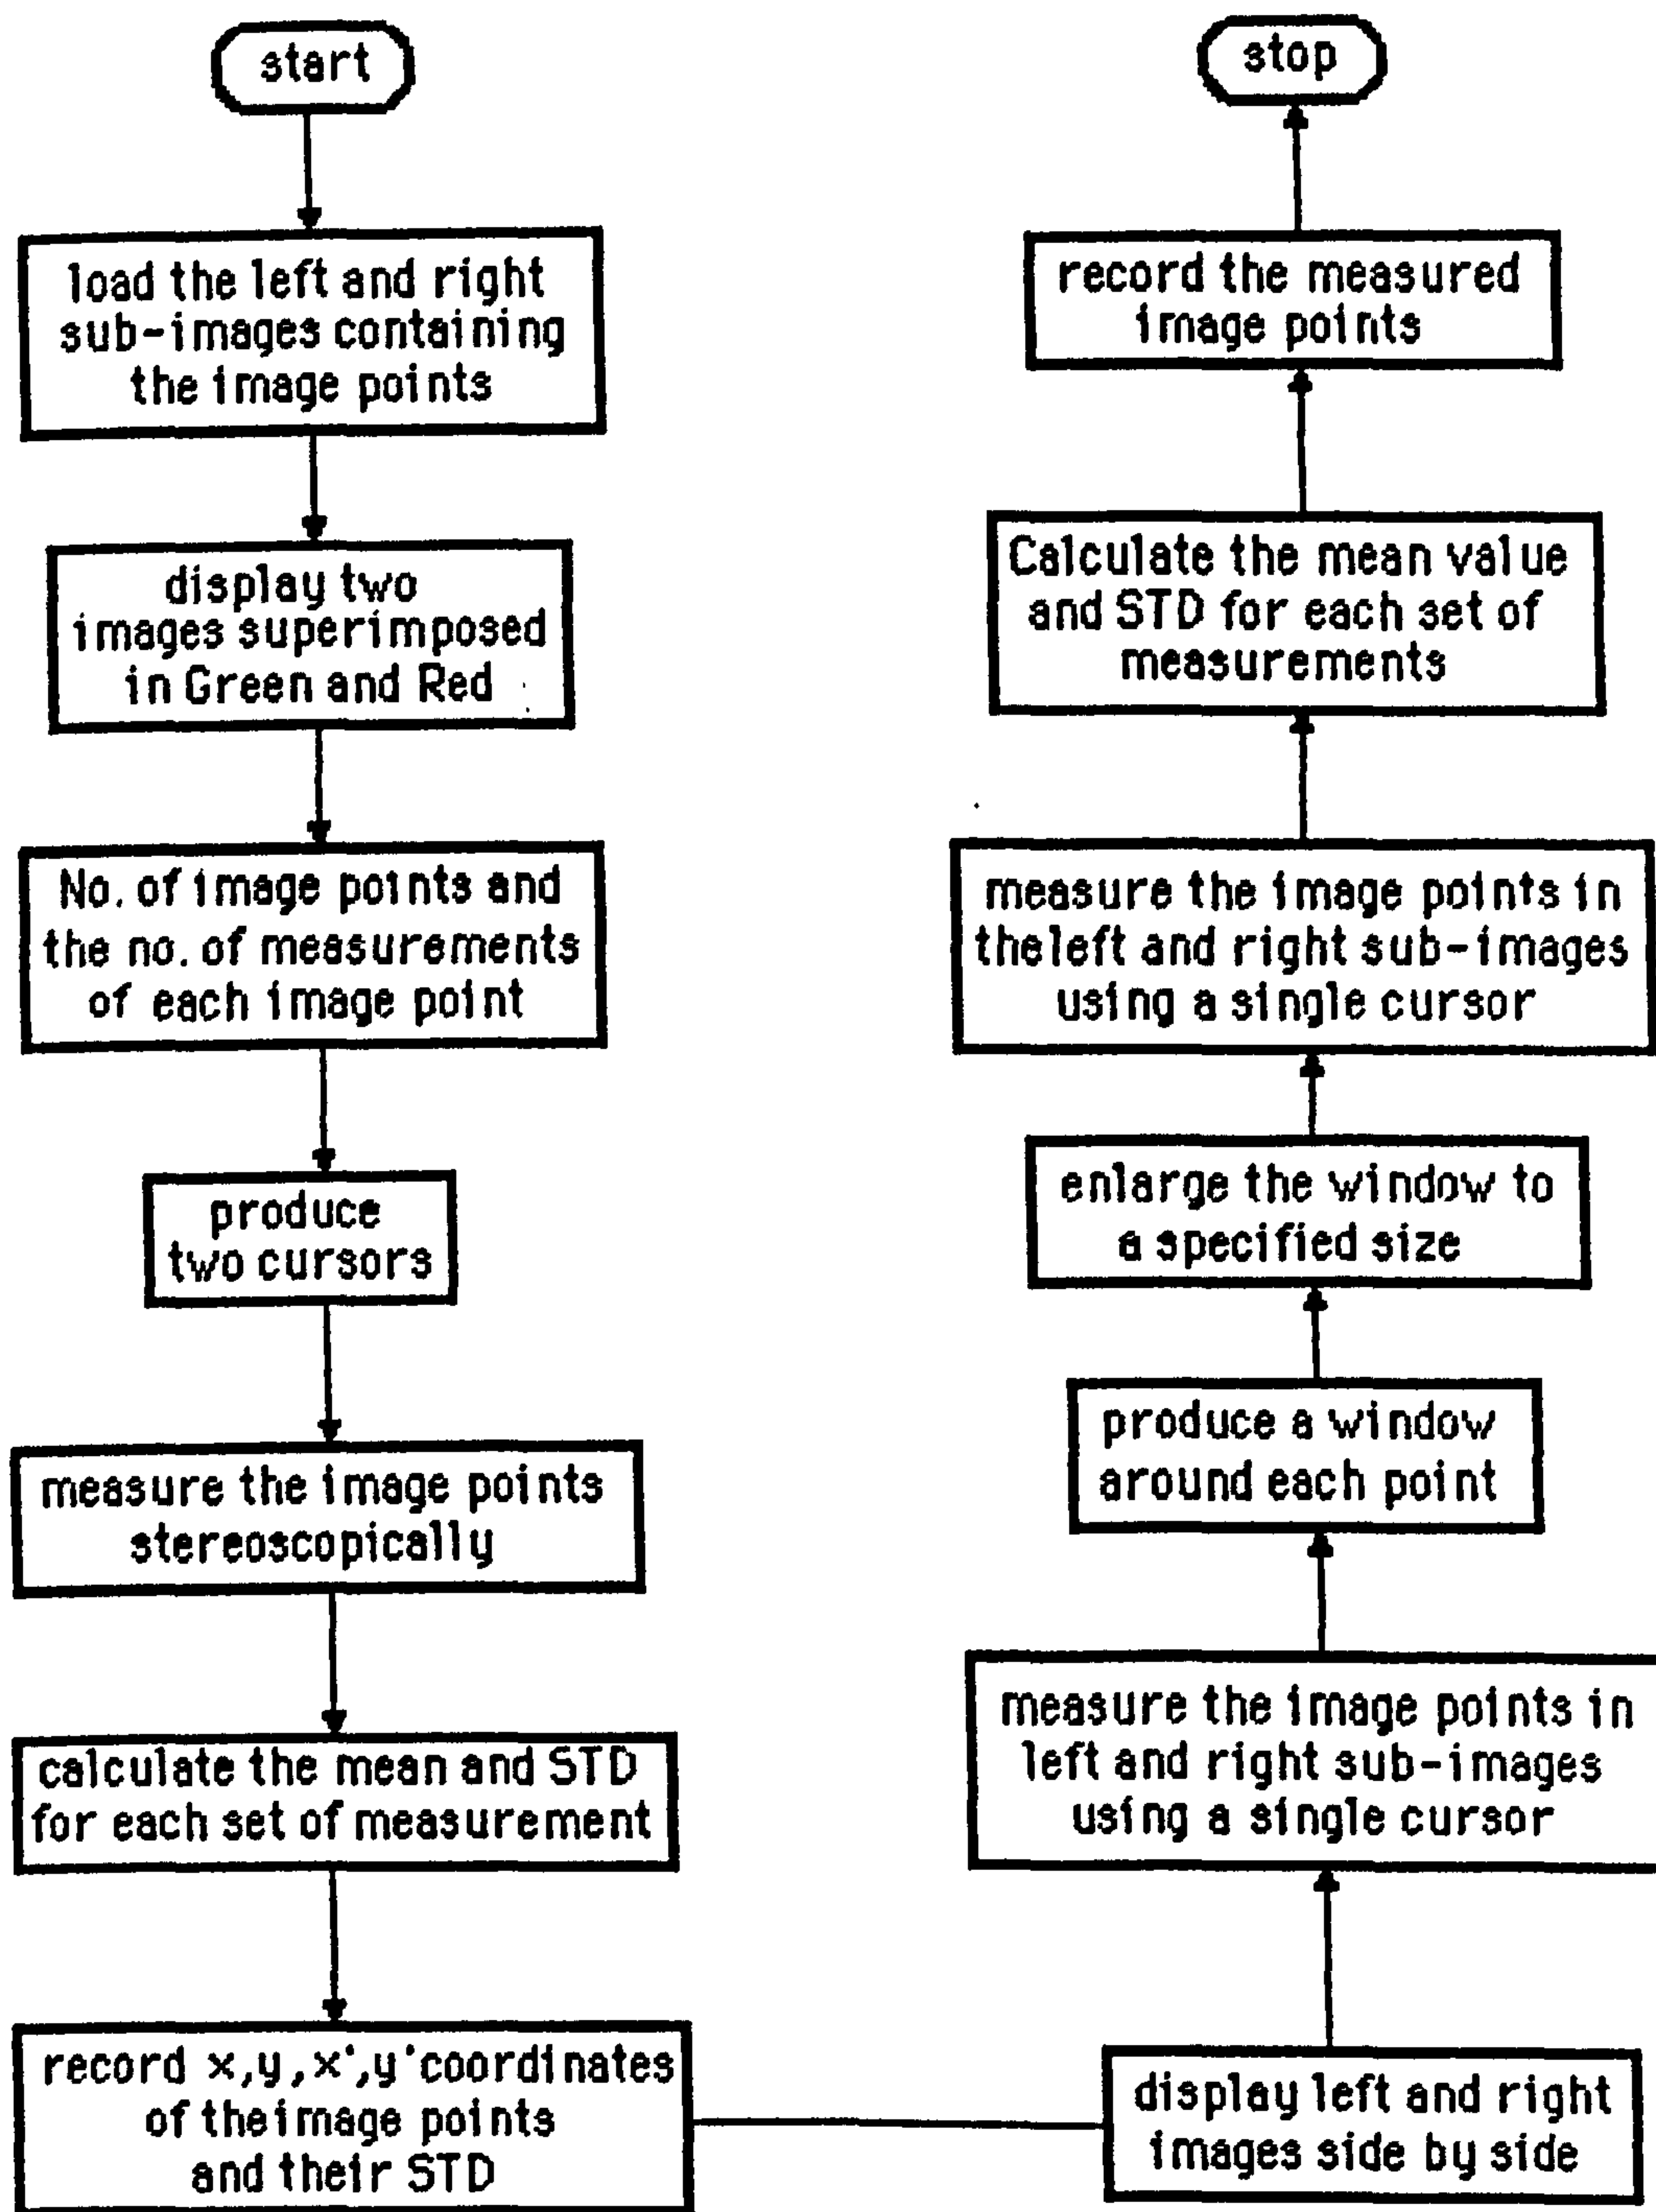 start
load the left and right
sub-images containing
the image points
display two
images superimposed
in Green and Red
No. of image points and
the no. of measurements
of each image point
produce
two cursors
measure the image points
stereoscopically
calculate the mean and STD
for each set of measurement
record x,y,x',y' coordinates
of the image points
and their STD
display left and right
images side by side
measure the image points in
left and right sub-images
using a single cursor
produce a window
around each point
enlarge the window to
a specified size
measure the image points in
the left and right sub-images
using a single cursor
Calculate the mean value
and STD for each set of
measurements
record the measured
image points
stop